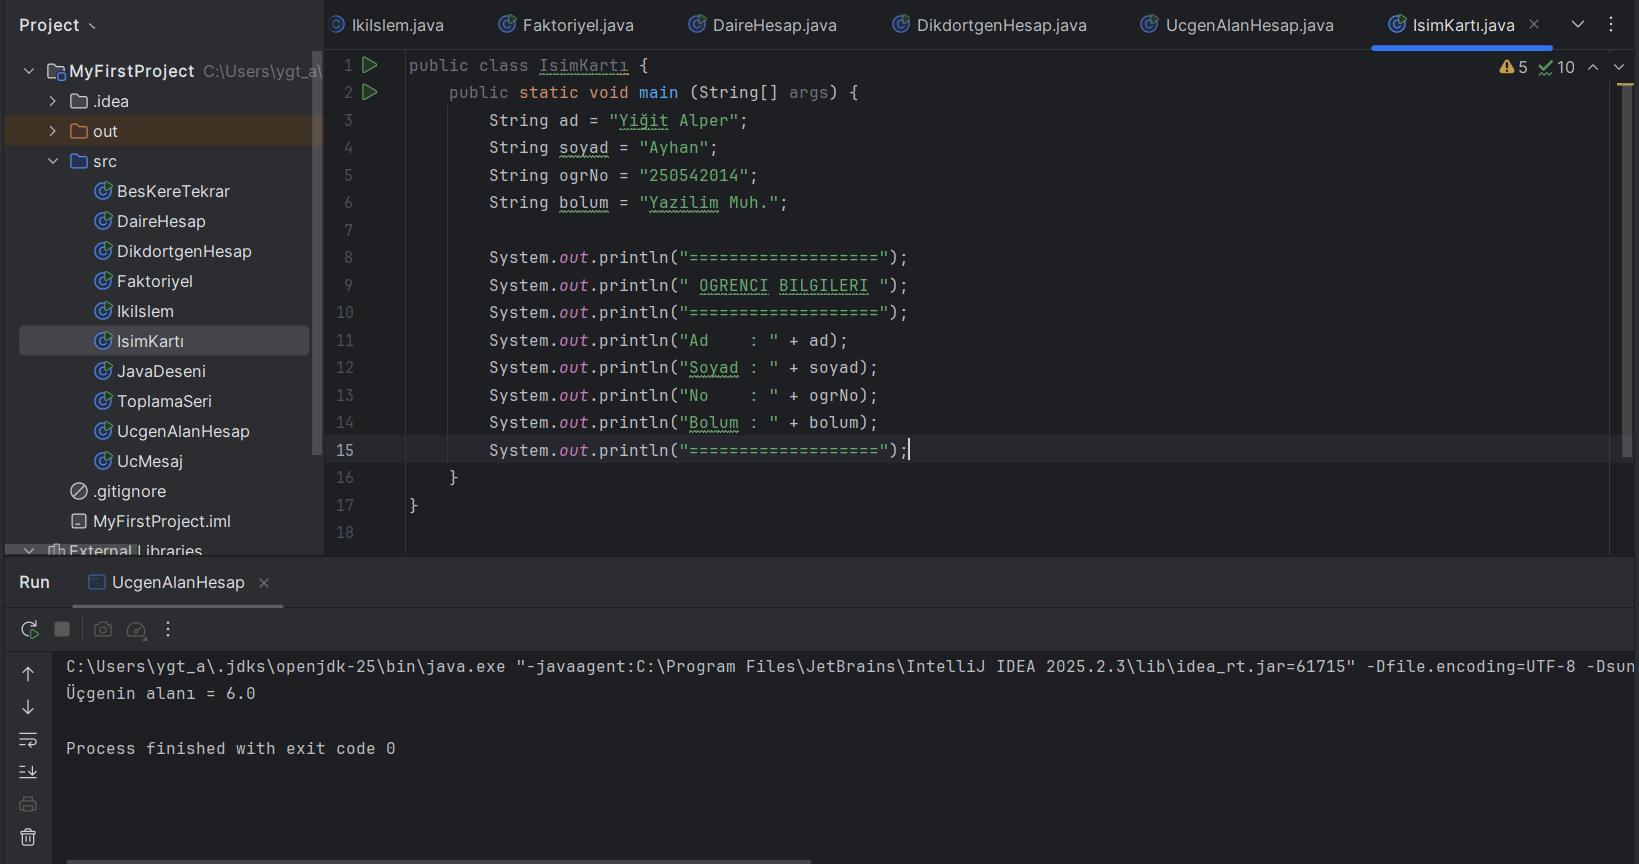 Project
IkiIslem.java Faktoriyel.java DaireHesap.java DikdortgenHesap.java UcgenAlanHesap.java IsimKartı.java
MyFirstProject C:\Users\ygt_a\
.idea
out
src
BesKereTekrar
DaireHesap
DikdortgenHesap
Faktoriyel
IkiIslem
IsimKartı
JavaDeseni
ToplamaSeri
UcgenAlanHesap
UcMesaj
.gitignore
MyFirstProject.iml
External Libraries
5 10
1 public class IsimKartı {
2 public static void main (String[] args) {
3 String ad = "Yiğit Alper";
4 String soyad = "Ayhan";
5 String ogrNo = "250542014";
6 String bolum = "Yazilim Muh.";
7
8 System.out.println("===================");
9 System.out.println(" OGRENCI BILGILERI ");
10 System.out.println("===================");
11 System.out.println("Ad    : " + ad);
12 System.out.println("Soyad : " + soyad);
13 System.out.println("No    : " + ogrNo);
14 System.out.println("Bolum : " + bolum);
15 System.out.println("===================");
16 }
17 }
18
Run UcgenAlanHesap
C:\Users\ygt_a\.jdks\openjdk-25\bin\java.exe "-javaagent:C:\Program Files\JetBrains\IntelliJ IDEA 2025.2.3\lib\idea_rt.jar=61715" -Dfile.encoding=UTF-8 -Dsun
Üçgenin alanı = 6.0
Process finished with exit code 0